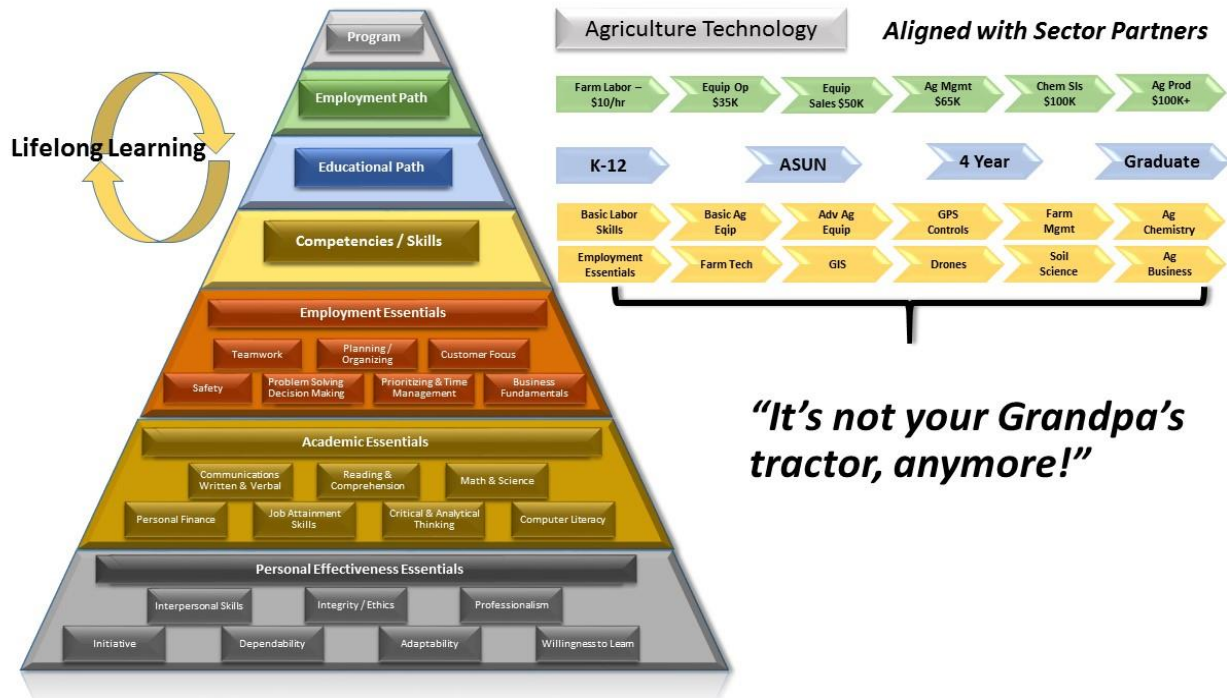 Program
Agriculture Technology
Aligned with Sector Partners
Employment Path
Farm Labor –
$10/hr
Equip Op
$35K
Equip
Sales $50K
Ag Mgmt
$65K
Chem Sls
$100K
Ag Prod
$100K+
Lifelong Learning
Educational Path
K-12
ASUN
4 Year
Graduate
Competencies / Skills
Basic Labor
Skills
Basic Ag
Eqip
Adv Ag
Equip
GPS
Controls
Farm
Mgmt
Ag
Chemistry
Employment
Essentials
Farm Tech
GIS
Drones
Soil
Science
Ag
Business
Employment Essentials
Teamwork
Planning /
Organizing
Customer Focus
Safety
Problem Solving
Decision Making
Prioritizing & Time
Management
Business
Fundamentals
“It’s not your Grandpa’s
tractor, anymore!”
Academic Essentials
Communications
Written & Verbal
Reading &
Comprehension
Math & Science
Personal Finance
Job Attainment
Skills
Critical & Analytical
Thinking
Computer Literacy
Personal Effectiveness Essentials
Interpersonal Skills
Integrity / Ethics
Professionalism
Initiative
Dependability
Adaptability
Willingness to Learn